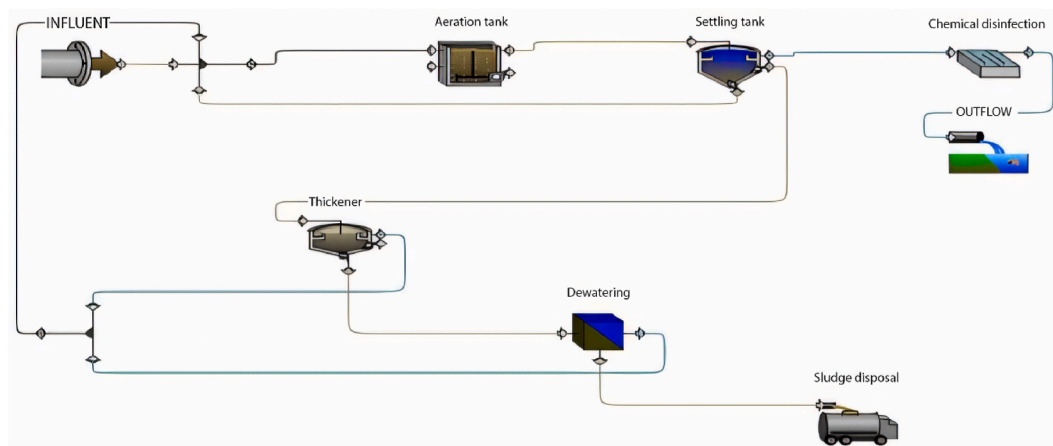 INFLUENT
Aeration tank
Settling tank
Chemical disinfection
OUTFLOW
Thickener
Dewatering
Sludge disposal